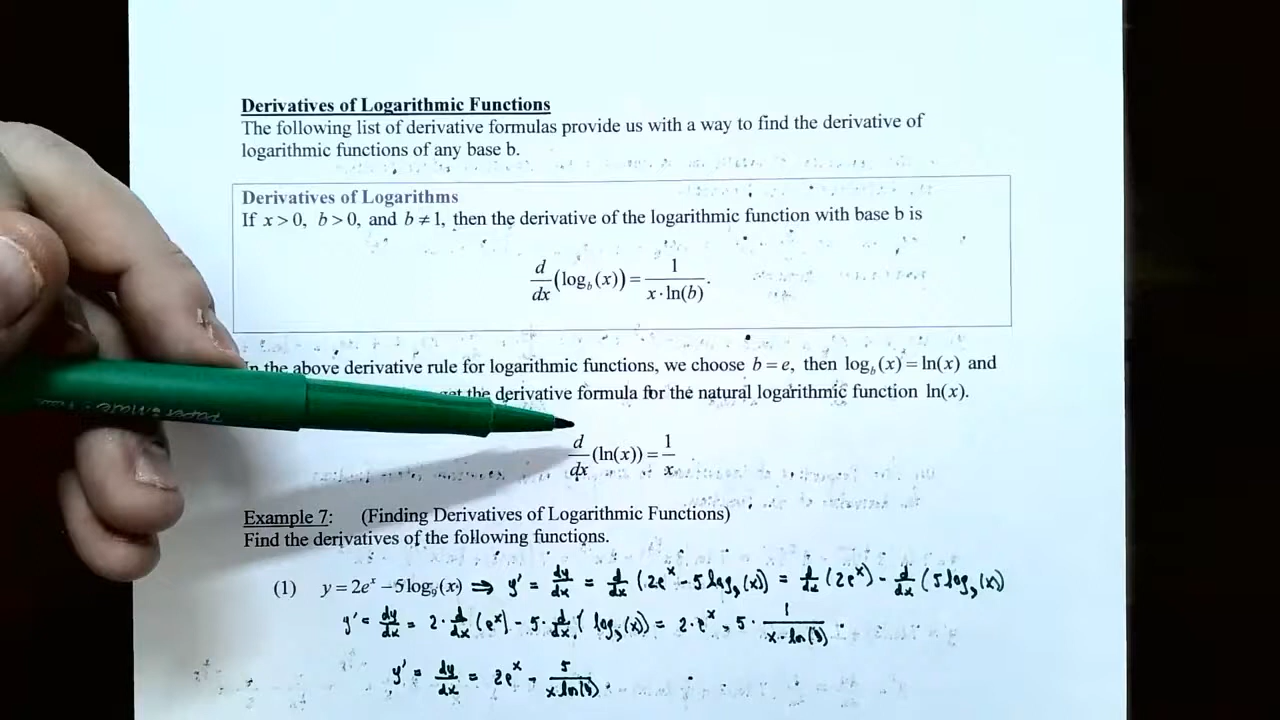 Derivatives of Logarithmic Functions
The following list of derivative formulas provide us with a way to find the derivative of
logarithmic functions of any base b.
Derivatives of Logarithms
If x > 0, b > 0, and b ≠ 1, then the derivative of the logarithmic function with base b is
d/dx (log_b(x)) = 1/(x·ln(b)).
the above derivative rule for logarithmic functions, we choose b = e, then log_b(x) = ln(x) and
the derivative formula for the natural logarithmic function ln(x).
d/dx (ln(x)) = 1/x
Example 7: (Finding Derivatives of Logarithmic Functions)
Find the derivatives of the following functions.
(1) y = 2e^x − 5log_9(x) ⇒ y' = dy/dx = d/dx (2e^x − 5 log_9(x)) = d/dx (2e^x) − d/dx (5 log_9(x))
y' = dy/dx = 2· d/dx (e^x) − 5· d/dx (log_9(x)) = 2·e^x − 5· 1/(x·ln(9)).
y' = dy/dx = 2e^x − 5/(x ln(9)).